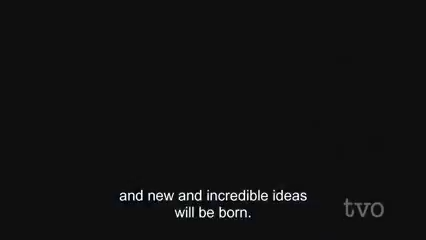 and new and incredible ideas
will be born.
tvo